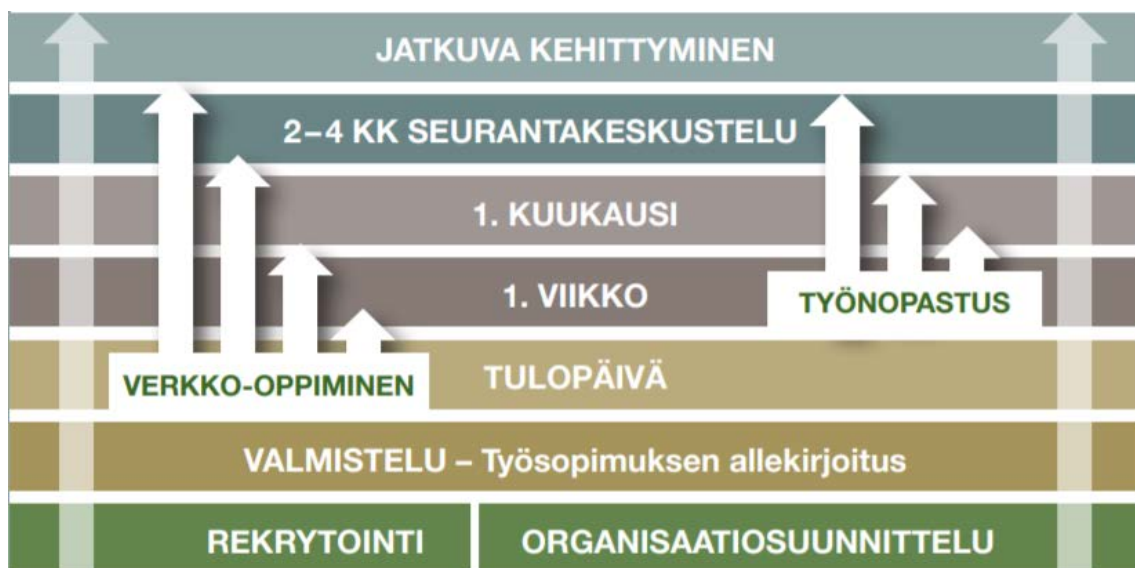 JATKUVA KEHITTYMINEN
2–4 KK SEURANTAKESKUSTELU
1. KUUKAUSI
1. VIIKKO
TYÖNOPASTUS
VERKKO-OPPIMINEN
TULOPÄIVÄ
VALMISTELU – Työsopimuksen allekirjoitus
REKRYTOINTI
ORGANISAATIOSUUNNITTELU